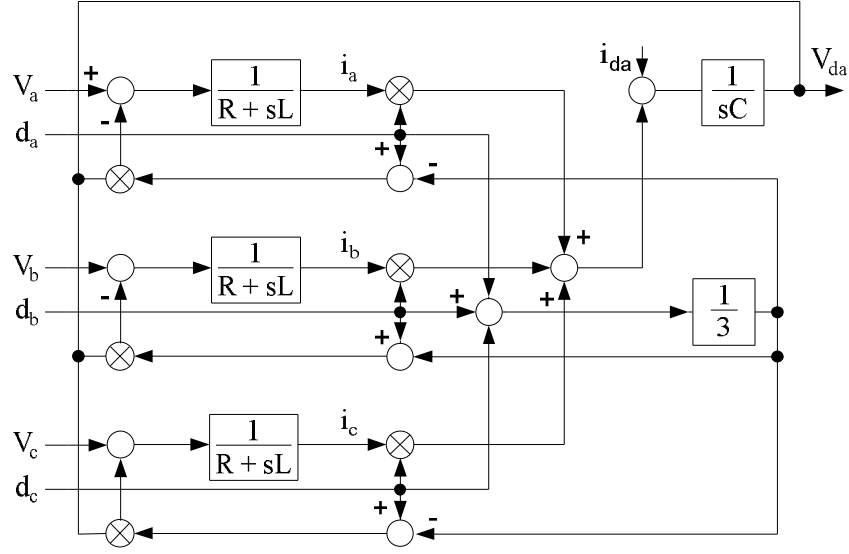 i_da
V_da
V_a
+
1
R + sL
i_a
1
sC
-
d_a
+
-
+
V_b
1
R + sL
i_b
-
+
d_b
+
+
1
3
V_c
1
R + sL
i_c
d_c
+
-